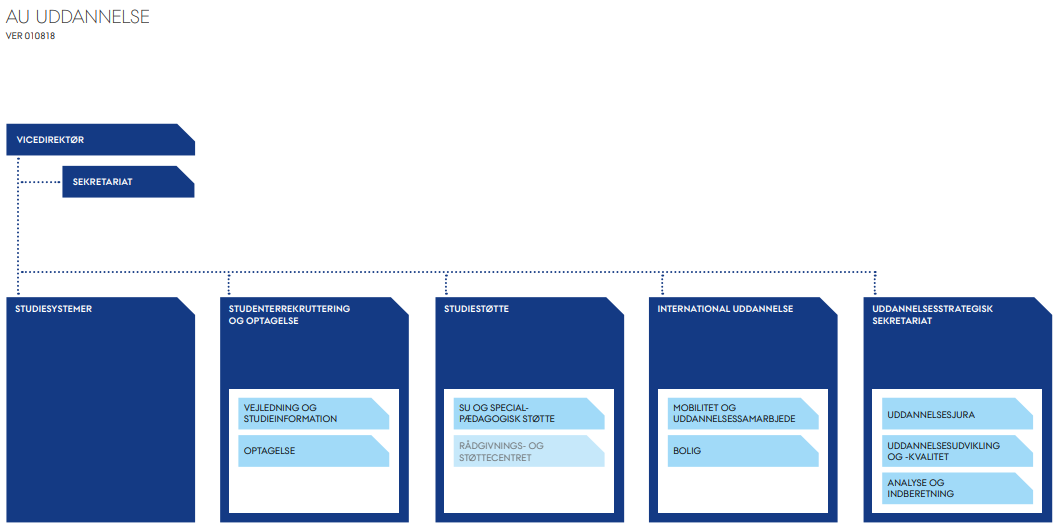 AU UDDANNELSE
VER 010818
VICEDIREKTØR
SEKRETARIAT
STUDIESYSTEMER
STUDENTERREKRUTTERING
OG OPTAGELSE
VEJLEDNING OG
STUDIEINFORMATION
OPTAGELSE
STUDIESTØTTE
SU OG SPECIAL-
PÆDAGOGISK STØTTE
RÅDGIVNINGS- OG
STØTTECENTRET
INTERNATIONAL UDDANNELSE
MOBILITET OG
UDDANNELSESSAMARBJEDE
BOLIG
UDDANNELSESSTRATEGISK
SEKRETARIAT
UDDANNELSESJURA
UDDANNELSESUDVIKLING
OG -KVALITET
ANALYSE OG
INDBERETNING